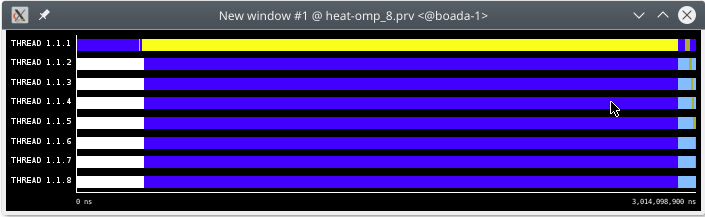 New window #1 @ heat-omp_8.prv <@boada-1>
THREAD 1.1.1
THREAD 1.1.2
THREAD 1.1.3
THREAD 1.1.4
THREAD 1.1.5
THREAD 1.1.6
THREAD 1.1.7
THREAD 1.1.8
0 ns 3,014,098,900 ns